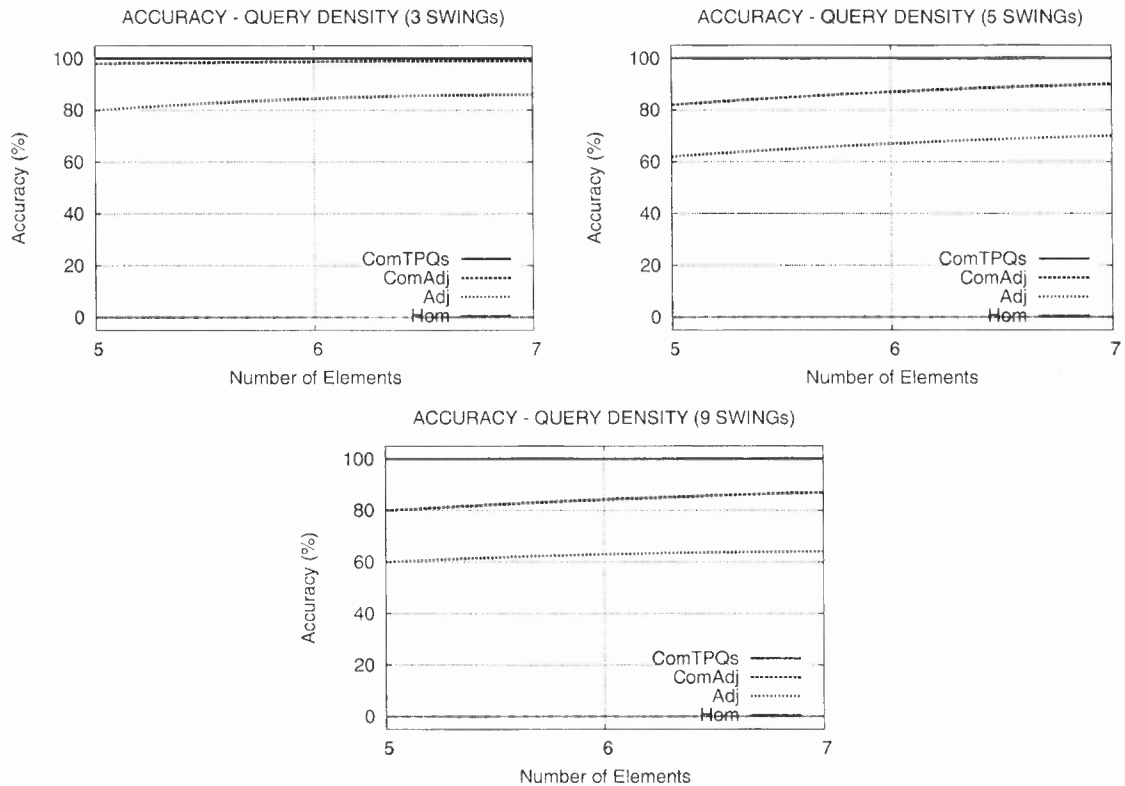 ACCURACY - QUERY DENSITY (3 SWINGs)
100
80
60
40
20
0
Accuracy (%)
ComTPQs
ComAdj
Adj
Hom
5 6 7
Number of Elements
ACCURACY - QUERY DENSITY (5 SWINGs)
100
80
60
40
20
0
Accuracy (%)
ComTPQs
ComAdj
Adj
Hom
5 6 7
Number of Elements
ACCURACY - QUERY DENSITY (9 SWINGs)
100
80
60
40
20
0
Accuracy (%)
ComTPQs
ComAdj
Adj
Hom
5 6 7
Number of Elements